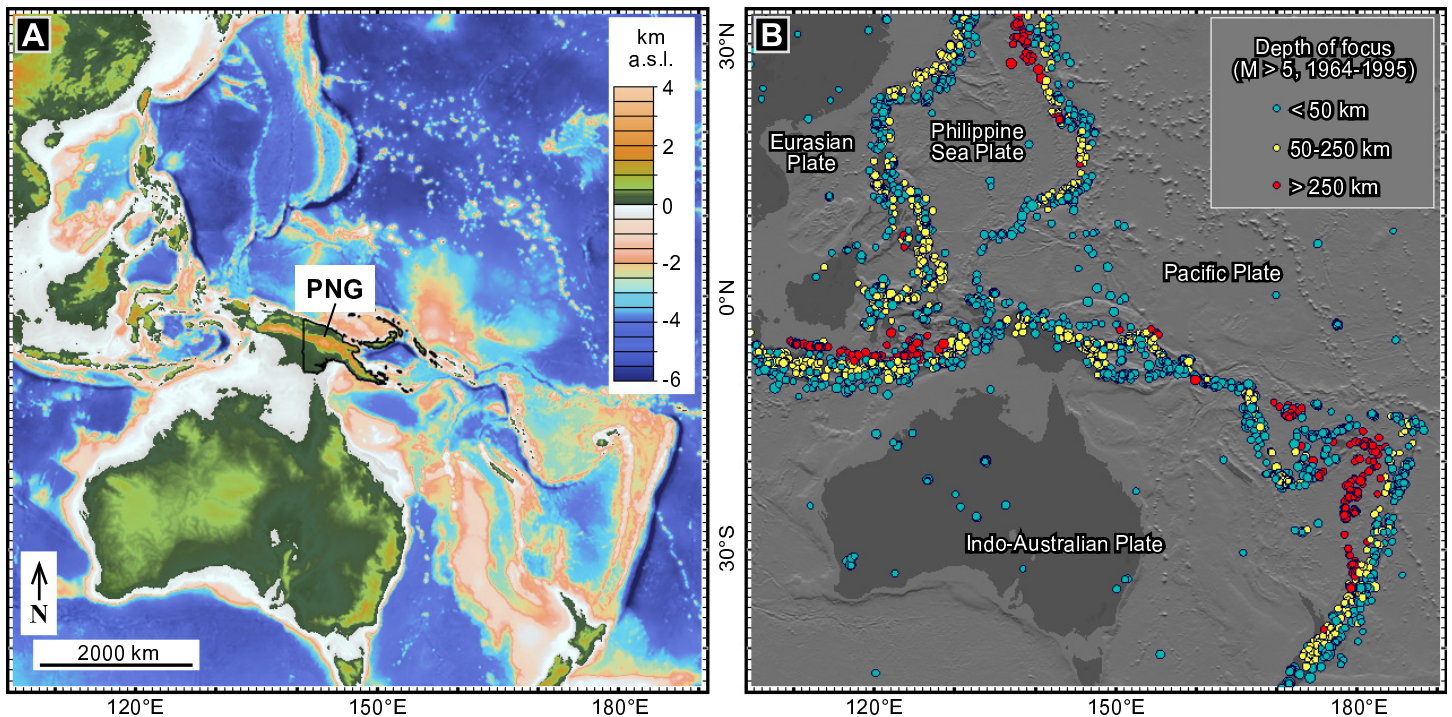 A
km
a.s.l.
4
2
0
-2
-4
-6
PNG
N
2000 km
120°E
150°E
180°E
30°N
0°N
30°S
B
Depth of focus
(M > 5, 1964-1995)
< 50 km
50-250 km
> 250 km
Eurasian
Plate
Philippine
Sea Plate
Pacific Plate
Indo-Australian Plate
120°E
150°E
180°E